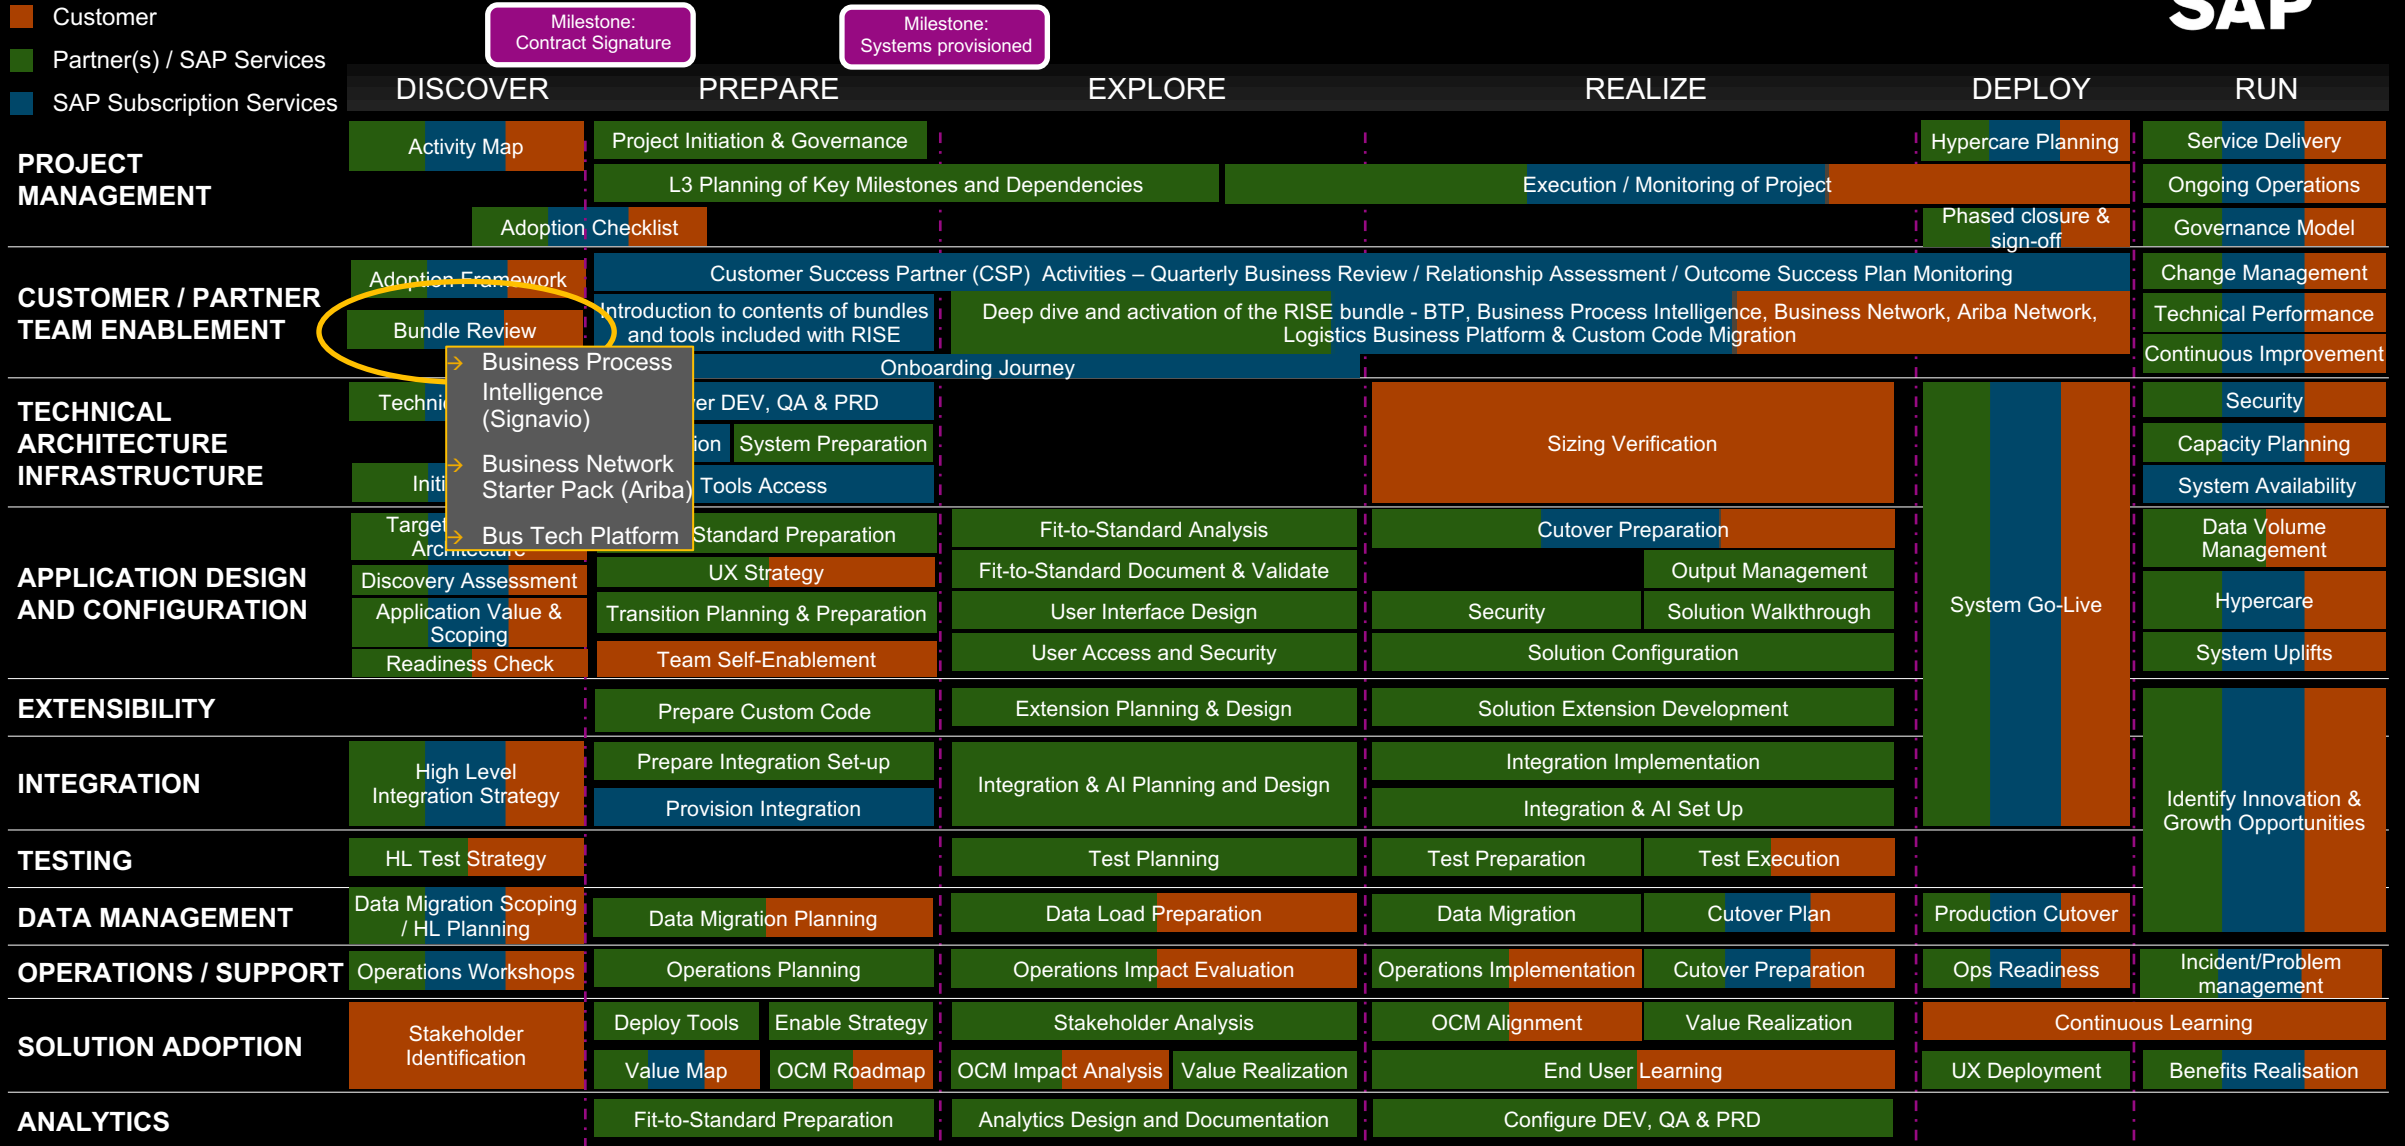 Customer
Partner(s) / SAP Services
SAP Subscription Services
Milestone:
Contract Signature
Milestone:
Systems provisioned
SAP
DISCOVER
PREPARE
EXPLORE
REALIZE
DEPLOY
RUN
PROJECT
MANAGEMENT
Activity Map
Project Initiation & Governance
L3 Planning of Key Milestones and Dependencies
Execution / Monitoring of Project
Adoption Checklist
Hypercare Planning
Phased closure &
sign-off
Service Delivery
Ongoing Operations
Governance Model
CUSTOMER / PARTNER
TEAM ENABLEMENT
Adoption Framework
Bundle Review
Customer Success Partner (CSP) Activities – Quarterly Business Review / Relationship Assessment / Outcome Success Plan Monitoring
Introduction to contents of bundles
and tools included with RISE
Deep dive and activation of the RISE bundle - BTP, Business Process Intelligence, Business Network, Ariba Network,
Logistics Business Platform & Custom Code Migration
Onboarding Journey
Change Management
Technical Performance
Continuous Improvement
→ Business Process
Intelligence
(Signavio)
→ Business Network
Starter Pack (Ariba)
→ Bus Tech Platform
TECHNICAL
ARCHITECTURE
INFRASTRUCTURE
DEV, QA & PRD
System Preparation
Tools Access
Sizing Verification
Security
Capacity Planning
System Availability
APPLICATION DESIGN
AND CONFIGURATION
Target
Architecture
Discovery Assessment
Application Value &
Scoping
Readiness Check
Standard Preparation
UX Strategy
Transition Planning & Preparation
Team Self-Enablement
Fit-to-Standard Analysis
Fit-to-Standard Document & Validate
User Interface Design
User Access and Security
Cutover Preparation
Output Management
Security
Solution Walkthrough
Solution Configuration
System Go-Live
Data Volume
Management
Hypercare
System Uplifts
EXTENSIBILITY
Prepare Custom Code
Extension Planning & Design
Solution Extension Development
INTEGRATION
High Level
Integration Strategy
Prepare Integration Set-up
Provision Integration
Integration & AI Planning and Design
Integration Implementation
Integration & AI Set Up
Identify Innovation &
Growth Opportunities
TESTING
HL Test Strategy
Test Planning
Test Preparation
Test Execution
DATA MANAGEMENT
Data Migration Scoping
/ HL Planning
Data Migration Planning
Data Load Preparation
Data Migration
Cutover Plan
Production Cutover
OPERATIONS / SUPPORT
Operations Workshops
Operations Planning
Operations Impact Evaluation
Operations Implementation
Cutover Preparation
Ops Readiness
Incident/Problem
management
SOLUTION ADOPTION
Stakeholder
Identification
Deploy Tools
Enable Strategy
Value Map
OCM Roadmap
Stakeholder Analysis
OCM Impact Analysis
Value Realization
OCM Alignment
Value Realization
End User Learning
Continuous Learning
UX Deployment
Benefits Realisation
ANALYTICS
Fit-to-Standard Preparation
Analytics Design and Documentation
Configure DEV, QA & PRD